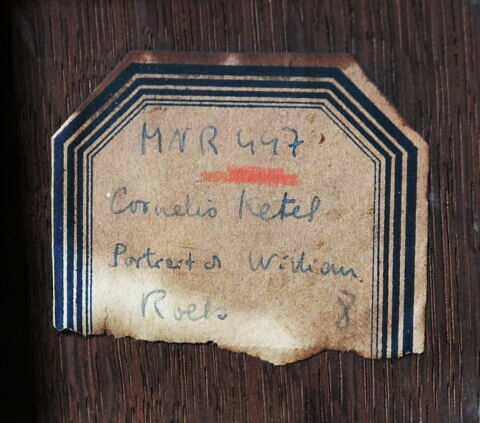 MNR 447
Cornelis Ketel
Portrait of William
Roels 8